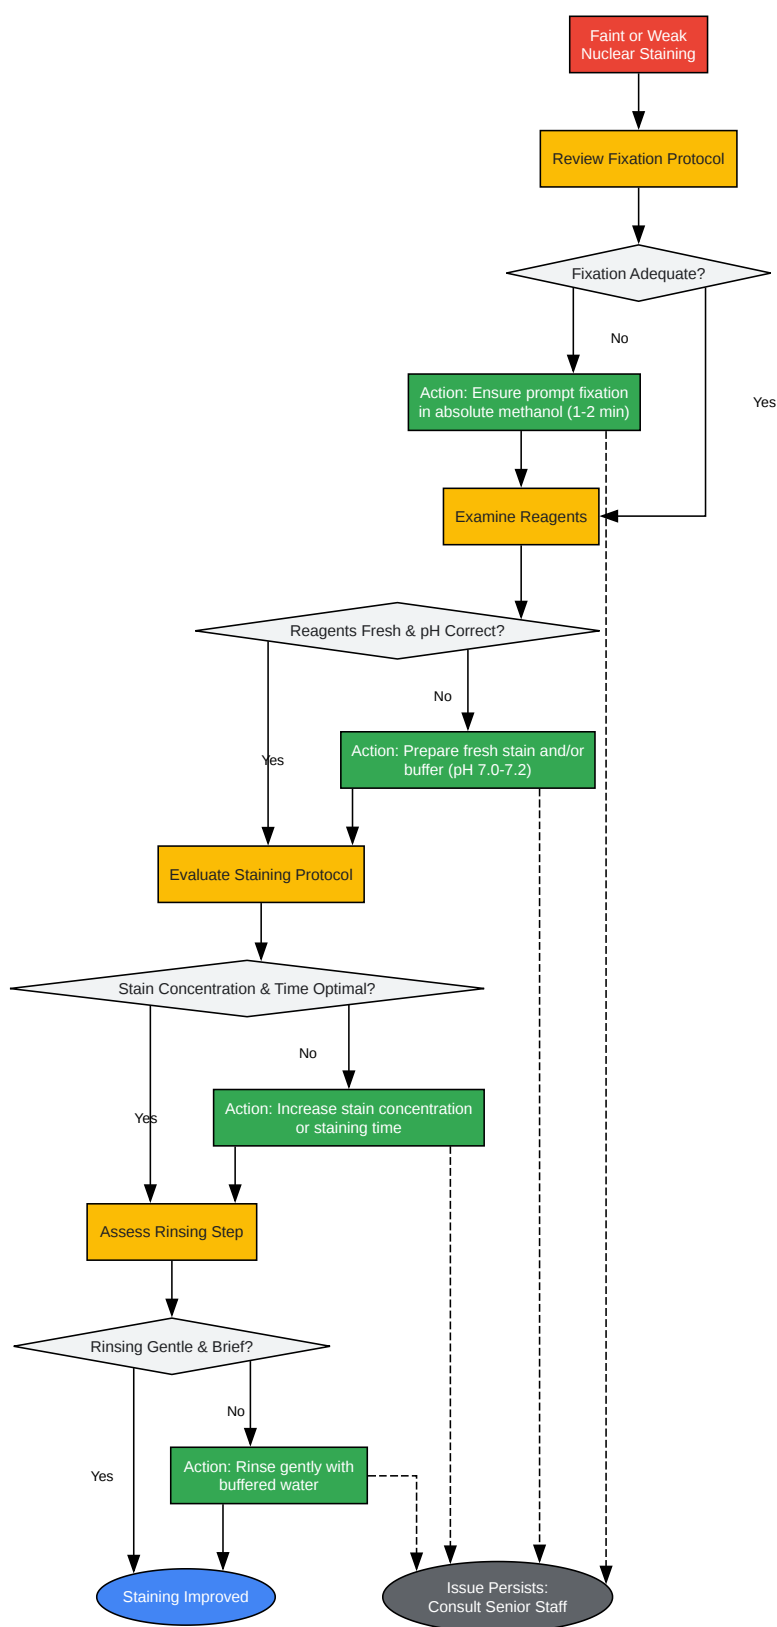 Faint or Weak
Nuclear Staining
Review Fixation Protocol
Fixation Adequate?
No
Yes
Action: Ensure prompt fixation
in absolute methanol (1-2 min)
Examine Reagents
Reagents Fresh & pH Correct?
No
Yes
Action: Prepare fresh stain and/or
buffer (pH 7.0-7.2)
Evaluate Staining Protocol
Stain Concentration & Time Optimal?
No
Yes
Action: Increase stain concentration
or staining time
Assess Rinsing Step
Rinsing Gentle & Brief?
No
Yes
Action: Rinse gently with
buffered water
Staining Improved
Issue Persists:
Consult Senior Staff